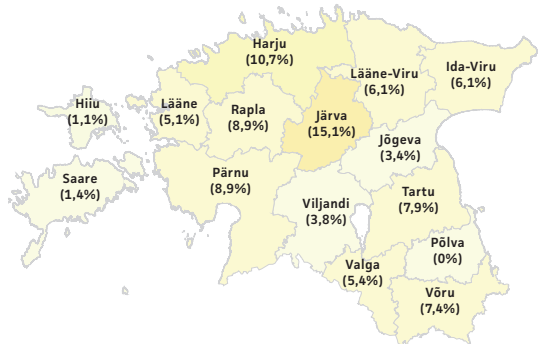 Harju
(10,7%)
Lääne-Viru
(6,1%)
Ida-Viru
(6,1%)
Hiiu
(1,1%)
Lääne
(5,1%)
Rapla
(8,9%)
Järva
(15,1%)
Jõgeva
(3,4%)
Saare
(1,4%)
Pärnu
(8,9%)
Viljandi
(3,8%)
Tartu
(7,9%)
Põlva
(0%)
Valga
(5,4%)
Võru
(7,4%)